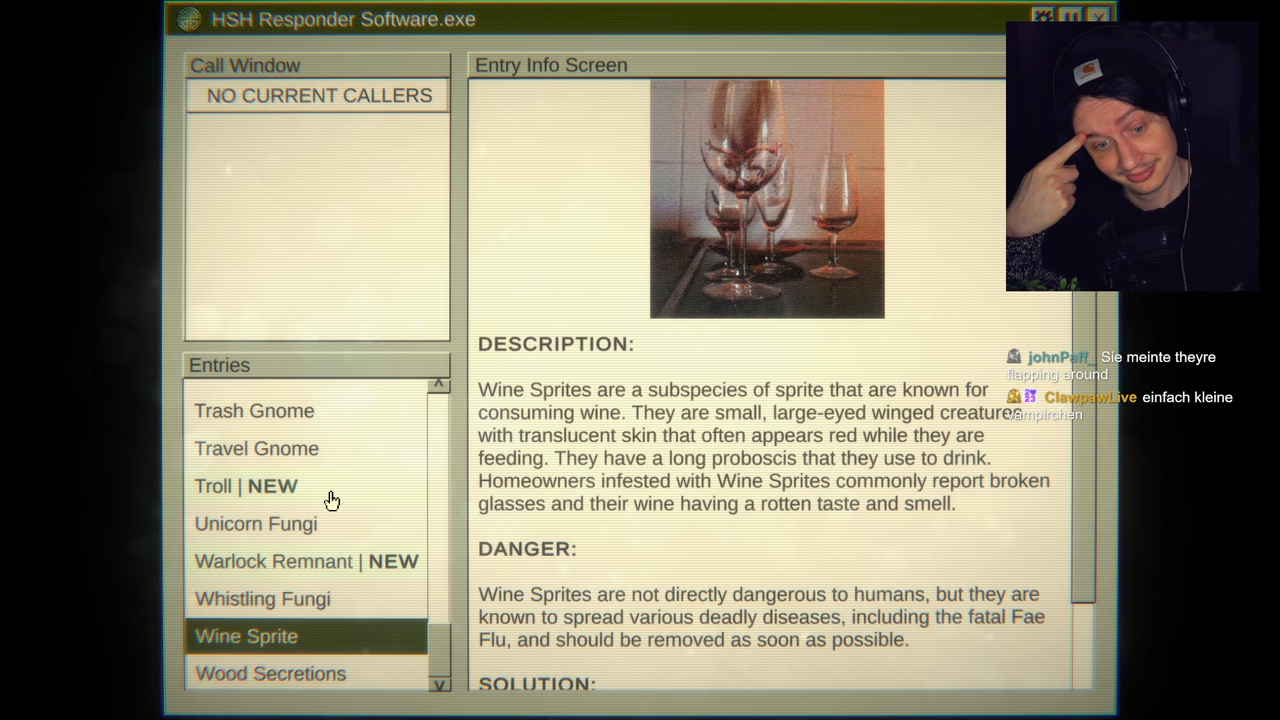 HSH Responder Software.exe
Call Window
NO CURRENT CALLERS
Entries
Trash Gnome
Travel Gnome
Troll | NEW
Unicorn Fungi
Warlock Remnant | NEW
Whistling Fungi
Wine Sprite
Wood Secretions
Entry Info Screen
DESCRIPTION:
Wine Sprites are a subspecies of sprite that are known for
consuming wine. They are small, large-eyed winged creatures
with translucent skin that often appears red while they are
feeding. They have a long proboscis that they use to drink.
Homeowners infested with Wine Sprites commonly report broken
glasses and their wine having a rotten taste and smell.
DANGER:
Wine Sprites are not directly dangerous to humans, but they are
known to spread various deadly diseases, including the fatal Fae
Flu, and should be removed as soon as possible.
SOLUTION:
johnPaff_ Sie meinte theyre
flapping around
ClawpawLive einfach kleine
vampirchen